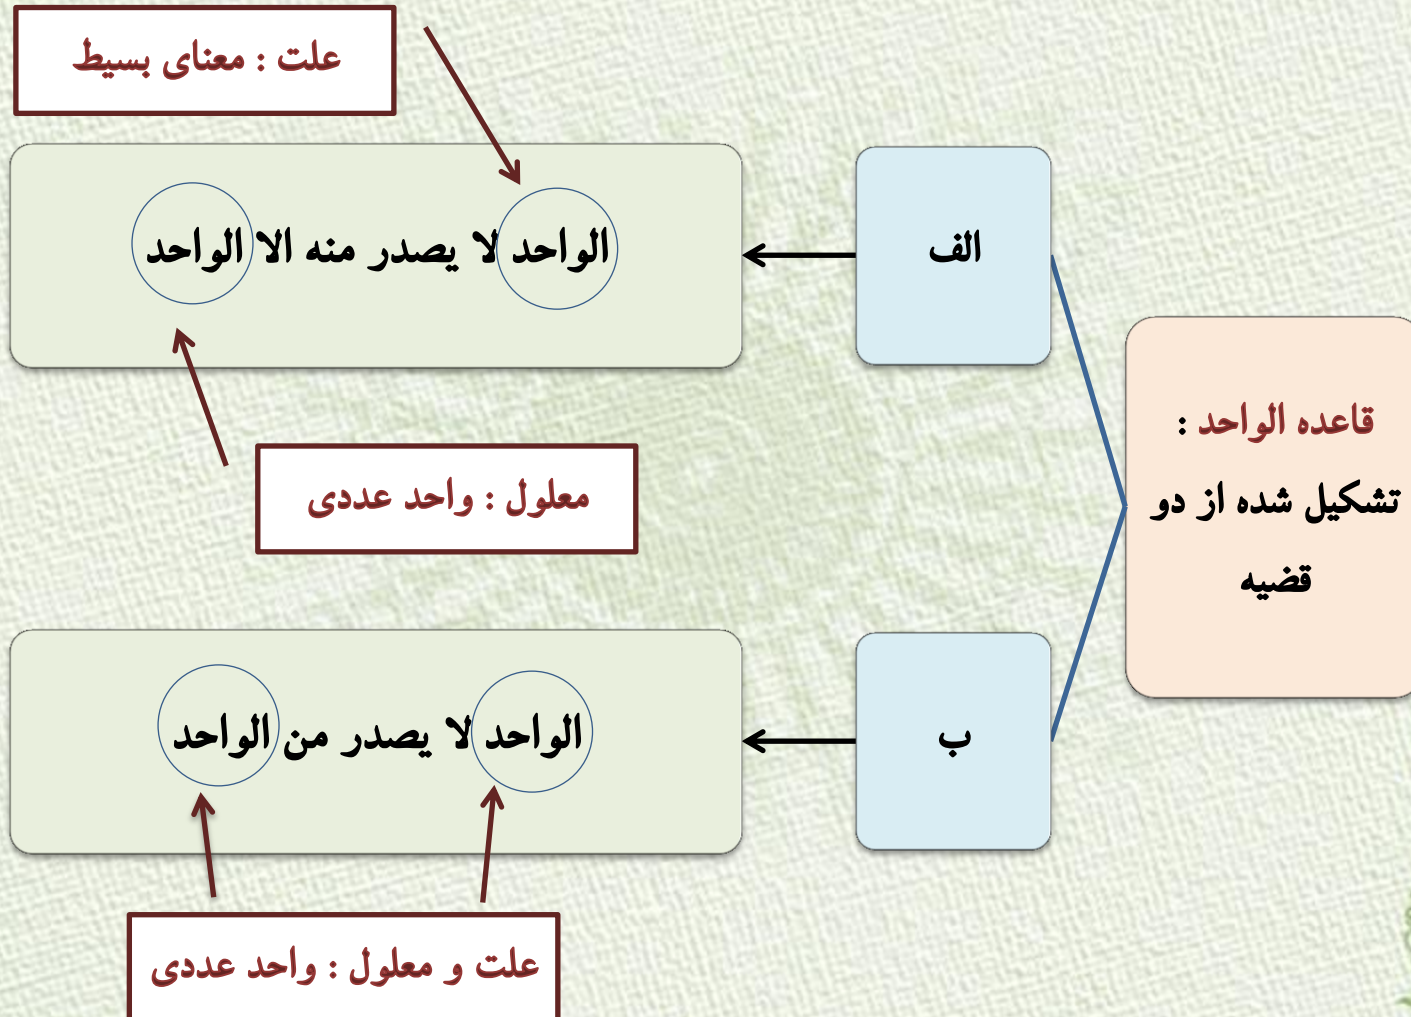 علت : معنای بسیط
الواحد لا یصدر منه الا الواحد
الف
معلول : واحد عددی
قاعده الواحد :
تشکیل شده از دو
قضیه
الواحد لا یصدر من الواحد
ب
علت و معلول : واحد عددی